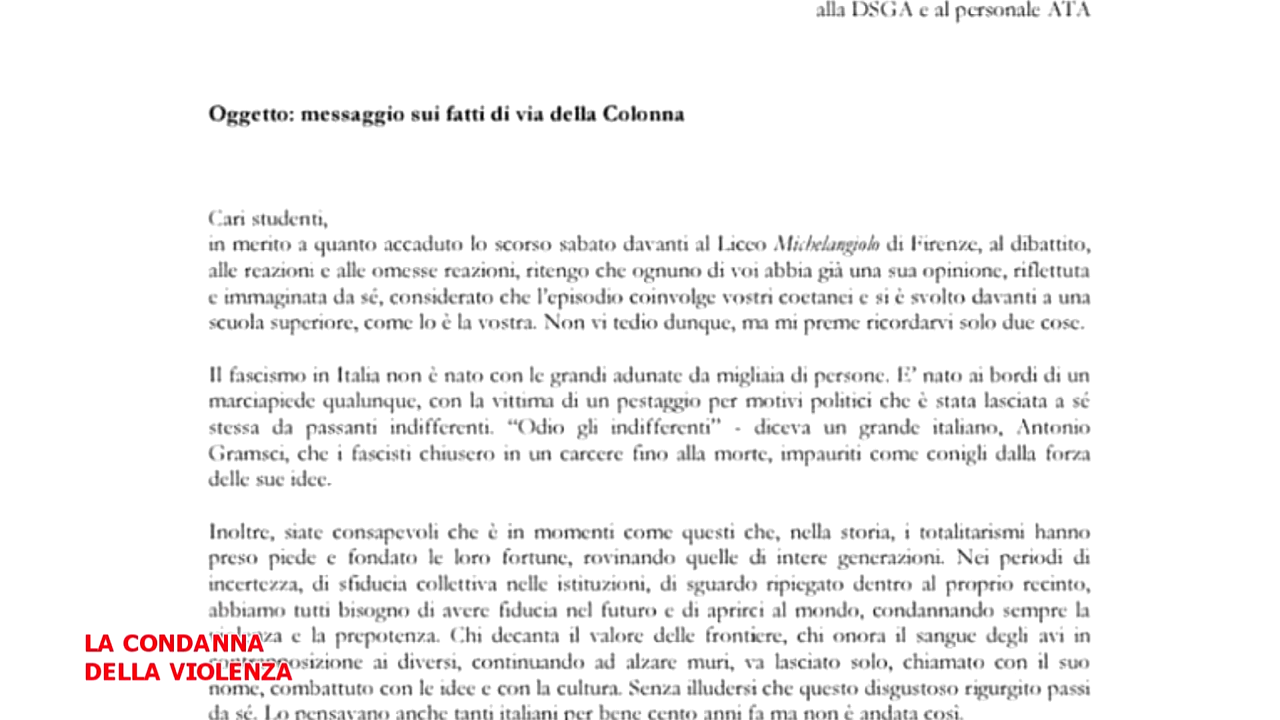 alla DSGA e al personale ATA
Oggetto: messaggio sui fatti di via della Colonna
Cari studenti,
in merito a quanto accaduto lo scorso sabato davanti al Liceo Michelangiolo di Firenze, al dibattito,
alle reazioni e alle omesse reazioni, ritengo che ognuno di voi abbia già una sua opinione, riflettuta
e immaginata da sé, considerato che l'episodio coinvolge vostri coetanei e si è svolto davanti a una
scuola superiore, come lo è la vostra. Non vi tedio dunque, ma mi preme ricordarvi solo due cose.
Il fascismo in Italia non è nato con le grandi adunate da migliaia di persone. E' nato ai bordi di un
marciapiede qualunque, con la vittima di un pestaggio per motivi politici che è stata lasciata a sé
stessa da passanti indifferenti. “Odio gli indifferenti” - diceva un grande italiano, Antonio
Gramsci, che i fascisti chiusero in un carcere fino alla morte, impauriti come conigli dalla forza
delle sue idee.
Inoltre, siate consapevoli che è in momenti come questi che, nella storia, i totalitarismi hanno
preso piede e fondato le loro fortune, rovinando quelle di intere generazioni. Nei periodi di
incertezza, di sfiducia collettiva nelle istituzioni, di sguardo ripiegato dentro al proprio recinto,
abbiamo tutti bisogno di avere fiducia nel futuro e di aprirci al mondo, condannando sempre la
e la prepotenza. Chi decanta il valore delle frontiere, chi onora il sangue degli avi in
ai diversi, continuando ad alzare muri, va lasciato solo, chiamato con il suo
nome, combattuto con le idee e con la cultura. Senza illudersi che questo disgustoso rigurgito passi
da sé. Lo pensavano anche tanti italiani per bene cento anni fa ma non è andata così.
LA CONDANNA
DELLA VIOLENZA